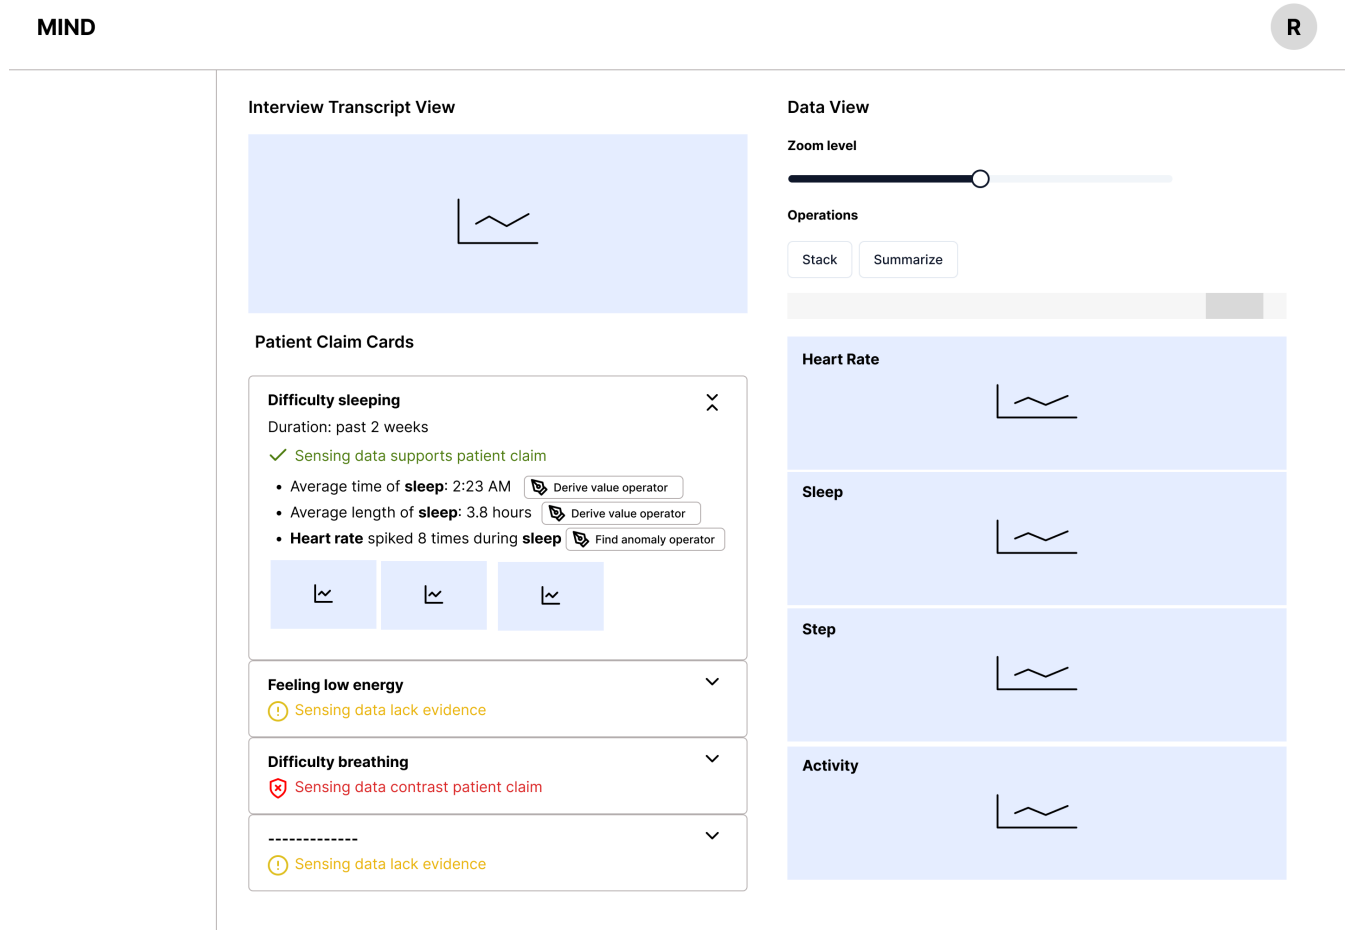 MIND
R
Interview Transcript View
Patient Claim Cards
Difficulty sleeping
Duration: past 2 weeks
Sensing data supports patient claim
• Average time of sleep: 2:23 AM Derive value operator
• Average length of sleep: 3.8 hours Derive value operator
• Heart rate spiked 8 times during sleep Find anomaly operator
Feeling low energy
Sensing data lack evidence
Difficulty breathing
Sensing data contrast patient claim
-------------
Sensing data lack evidence
Data View
Zoom level
Operations
Stack Summarize
Heart Rate
Sleep
Step
Activity